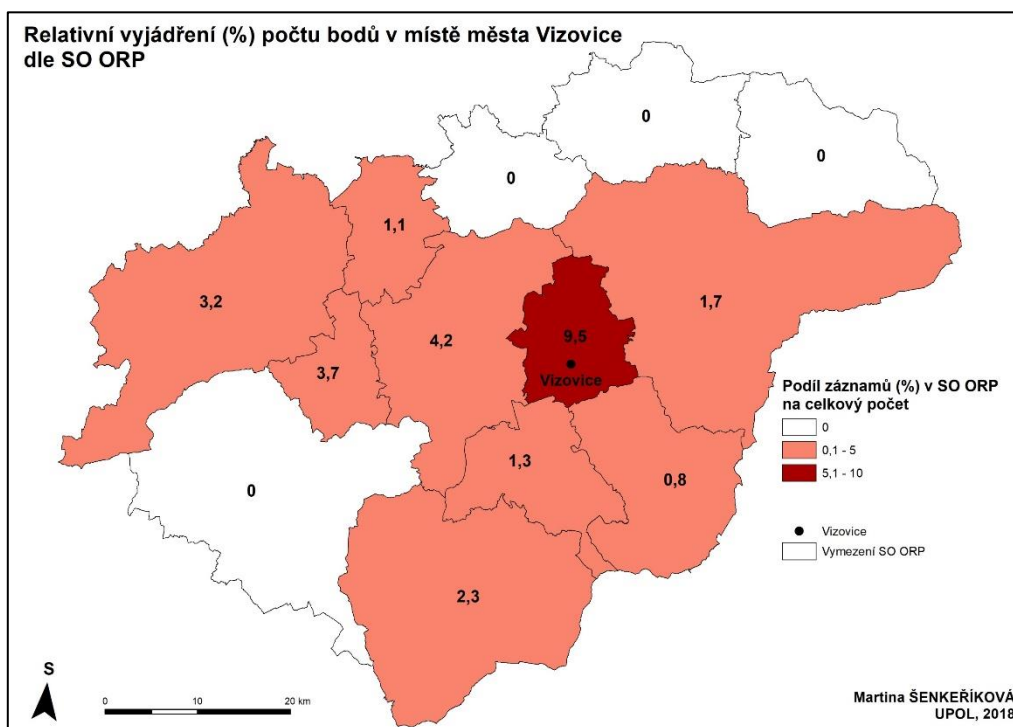 Relativní vyjádření (%) počtu bodů v místě města Vizovice
dle SO ORP
0
0
0
1,1
3,2
1,7
4,2
9,5
Vizovice
3,7
1,3
0,8
0
2,3
Podíl záznamů (%) v SO ORP
na celkový počet
0
0,1 - 5
5,1 - 10
Vizovice
Vymezení SO ORP
S
0 10 20 km
Martina ŠENKEŘÍKOVÁ
UPOL, 2018